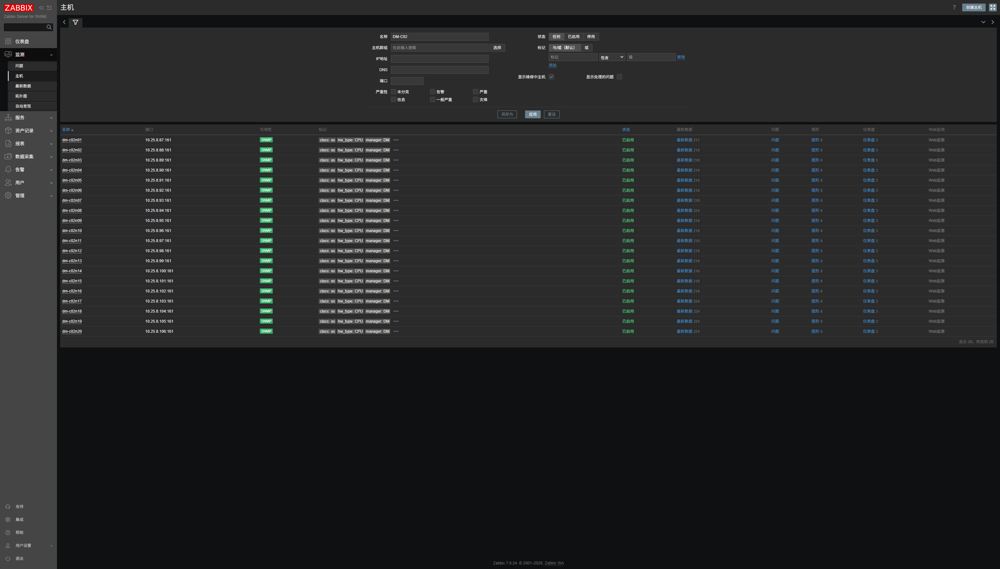 ZABBIX
Zabbix Server for SHINE
仪表盘
监测
问题
主机
最新数据
拓扑图
自动发现
服务
资产记录
报表
数据采集
告警
用户
管理
支持
集成
帮助
用户设置
退出
主机
? 创建主机
名称 DM-C02
主机群组 在此输入搜索 选择
IP地址
DNS
端口
严重性 未分类 告警 严重
信息 一般严重 灾难
状态 任何 已启用 停用
标记 与/或（默认） 或
标记 包含 值 移除
添加
显示维修中主机 显示处理的问题
另存为 应用 重设
名称 接口 可用性 标记 状态 最新数据 问题 图形 仪表盘 Web监测
dm-c02n01 10.25.8.87:161 SNMP class: os hw_type: CPU manager: DM 已启用 最新数据 217 问题 图形 8 仪表盘 3 Web监测
dm-c02n02 10.25.8.88:161 SNMP class: os hw_type: CPU manager: DM 已启用 最新数据 218 问题 图形 8 仪表盘 3 Web监测
dm-c02n03 10.25.8.89:161 SNMP class: os hw_type: CPU manager: DM 已启用 最新数据 218 问题 图形 8 仪表盘 3 Web监测
dm-c02n04 10.25.8.90:161 SNMP class: os hw_type: CPU manager: DM 已启用 最新数据 218 问题 图形 8 仪表盘 3 Web监测
dm-c02n05 10.25.8.91:161 SNMP class: os hw_type: CPU manager: DM 已启用 最新数据 218 问题 图形 8 仪表盘 3 Web监测
dm-c02n06 10.25.8.92:161 SNMP class: os hw_type: CPU manager: DM 已启用 最新数据 218 问题 图形 8 仪表盘 3 Web监测
dm-c02n07 10.25.8.93:161 SNMP class: os hw_type: CPU manager: DM 已启用 最新数据 218 问题 图形 8 仪表盘 3 Web监测
dm-c02n08 10.25.8.94:161 SNMP class: os hw_type: CPU manager: DM 已启用 最新数据 224 问题 图形 8 仪表盘 3 Web监测
dm-c02n09 10.25.8.95:161 SNMP class: os hw_type: CPU manager: DM 已启用 最新数据 218 问题 图形 8 仪表盘 3 Web监测
dm-c02n10 10.25.8.96:161 SNMP class: os hw_type: CPU manager: DM 已启用 最新数据 218 问题 图形 8 仪表盘 3 Web监测
dm-c02n11 10.25.8.97:161 SNMP class: os hw_type: CPU manager: DM 已启用 最新数据 218 问题 图形 8 仪表盘 3 Web监测
dm-c02n12 10.25.8.98:161 SNMP class: os hw_type: CPU manager: DM 已启用 最新数据 218 问题 图形 8 仪表盘 3 Web监测
dm-c02n13 10.25.8.99:161 SNMP class: os hw_type: CPU manager: DM 已启用 最新数据 218 问题 图形 8 仪表盘 3 Web监测
dm-c02n14 10.25.8.100:161 SNMP class: os hw_type: CPU manager: DM 已启用 最新数据 218 问题 图形 8 仪表盘 3 Web监测
dm-c02n15 10.25.8.101:161 SNMP class: os hw_type: CPU manager: DM 已启用 最新数据 218 问题 图形 8 仪表盘 3 Web监测
dm-c02n16 10.25.8.102:161 SNMP class: os hw_type: CPU manager: DM 已启用 最新数据 218 问题 图形 8 仪表盘 3 Web监测
dm-c02n17 10.25.8.103:161 SNMP class: os hw_type: CPU manager: DM 已启用 最新数据 224 问题 图形 8 仪表盘 3 Web监测
dm-c02n18 10.25.8.104:161 SNMP class: os hw_type: CPU manager: DM 已启用 最新数据 224 问题 图形 8 仪表盘 3 Web监测
dm-c02n19 10.25.8.105:161 SNMP class: os hw_type: CPU manager: DM 已启用 最新数据 224 问题 图形 8 仪表盘 3 Web监测
dm-c02n20 10.25.8.106:161 SNMP class: os hw_type: CPU manager: DM 已启用 最新数据 224 问题 图形 8 仪表盘 3 Web监测
显示 20，共找到 20
Zabbix 7.0.24. © 2001–2026, Zabbix SIA